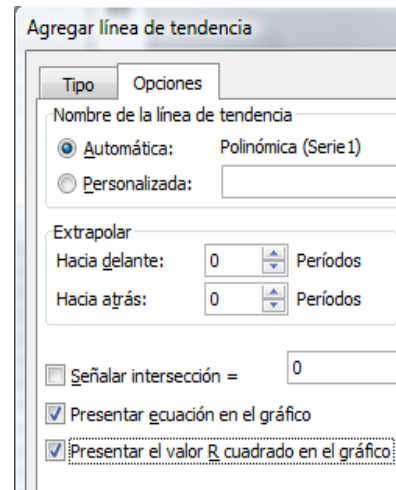 Agregar línea de tendencia
Tipo Opciones
Nombre de la línea de tendencia
Automática: Polinómica (Serie1)
Personalizada:
Extrapolar
Hacia delante: 0 Períodos
Hacia atrás: 0 Períodos
Señalar intersección = 0
Presentar ecuación en el gráfico
Presentar el valor R cuadrado en el gráfico